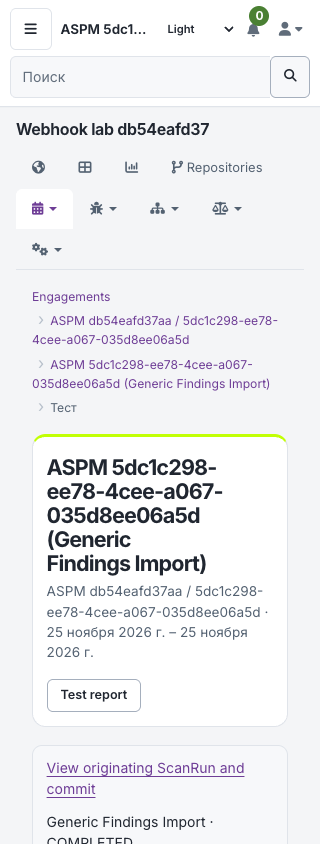 ASPM 5dc1...
Light
0
Поиск
Webhook lab db54eafd37
Repositories
Engagements
ASPM db54eafd37aa / 5dc1c298-ee78-
4cee-a067-035d8ee06a5d
ASPM 5dc1c298-ee78-4cee-a067-
035d8ee06a5d (Generic Findings Import)
Тест
ASPM 5dc1c298-
ee78-4cee-a067-
035d8ee06a5d
(Generic
Findings Import)
ASPM db54eafd37aa / 5dc1c298-
ee78-4cee-a067-035d8ee06a5d ·
25 ноября 2026 г. – 25 ноября
2026 г.
Test report
View originating ScanRun and
commit
Generic Findings Import ·
COMPLETED